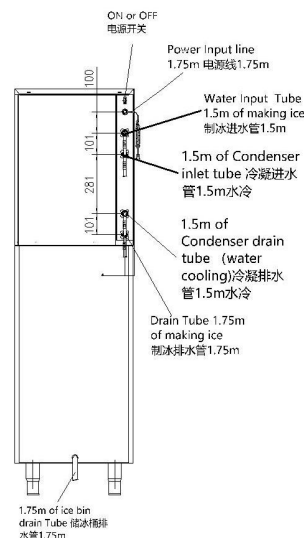 ON or OFF
电源开关
Power Input line
1.75m 电源线1.75m
Water Input Tube
1.5m of making ice
制冰进水管1.5m
1.5m of Condenser
inlet tube 冷凝进水
管1.5m水冷
1.5m of
Condenser drain
tube （water
cooling)冷凝排水
管1.5m水冷
Drain Tube 1.75m
of making ice
制冰排水管1.75m
100
101
281
101
1.75m of ice bin
drain Tube 储冰桶排
水管1.75m